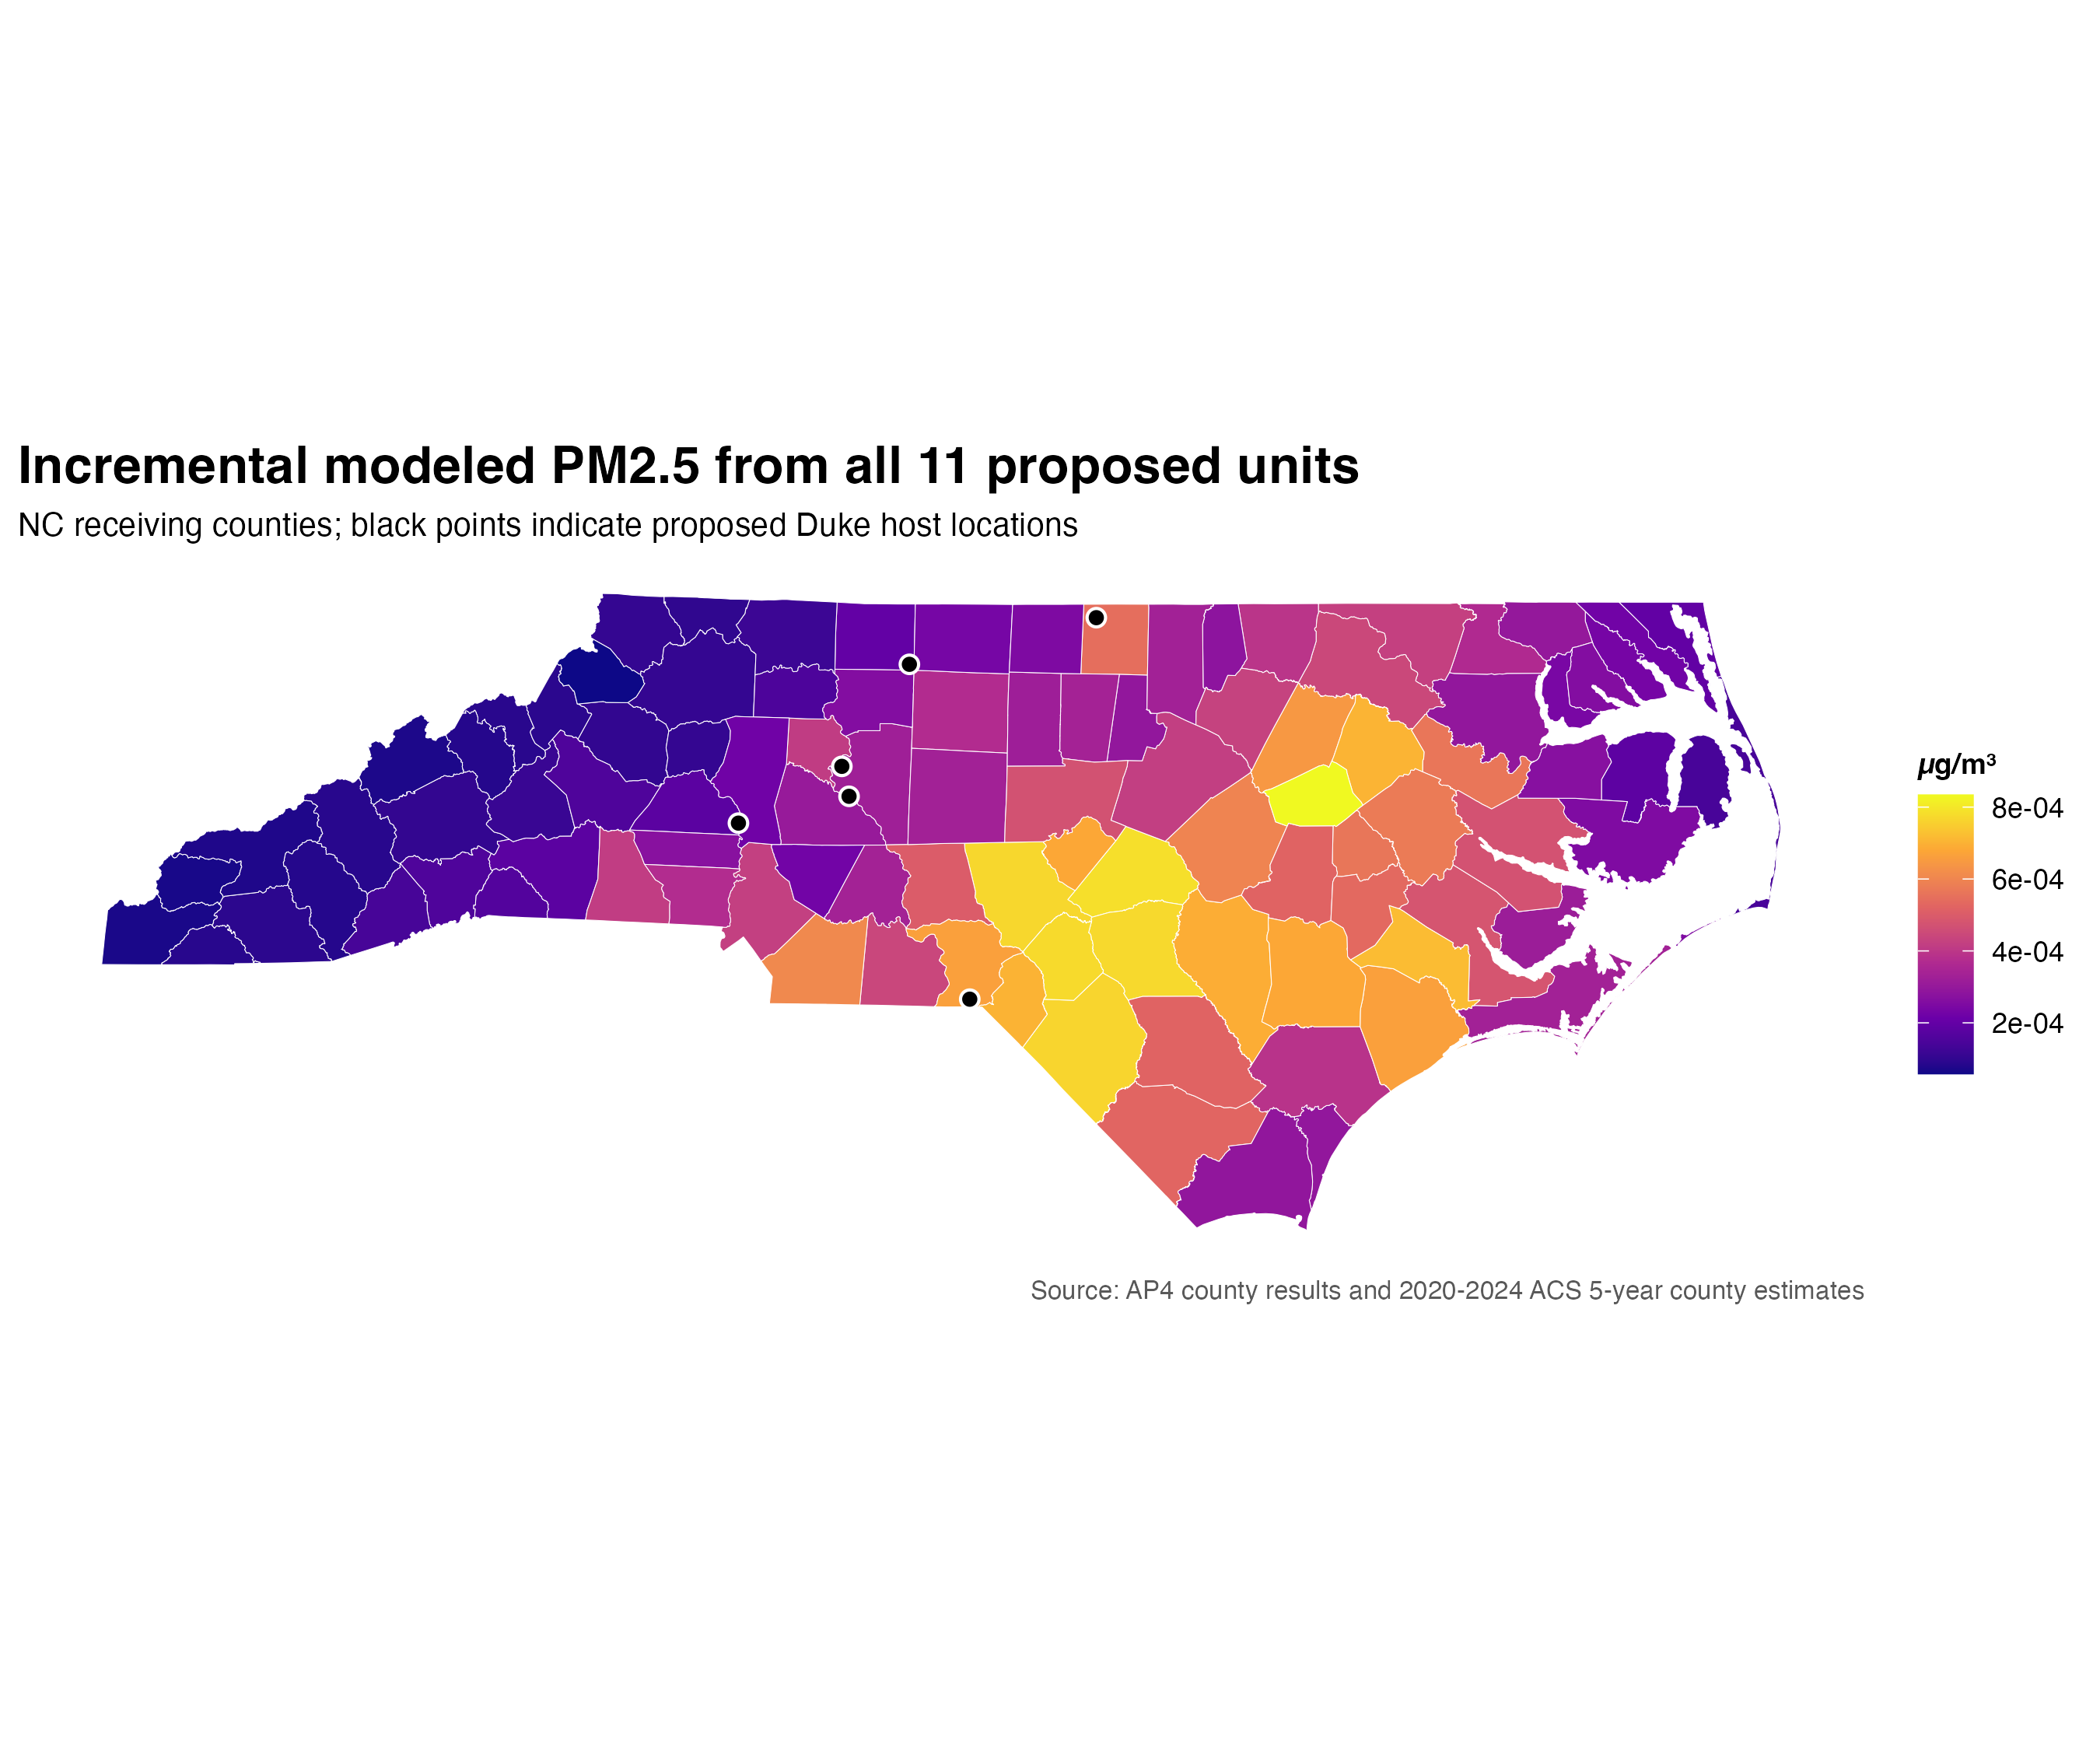 Incremental modeled PM2.5 from all 11 proposed units
NC receiving counties; black points indicate proposed Duke host locations
μg/m³
8e-04
6e-04
4e-04
2e-04
Source: AP4 county results and 2020-2024 ACS 5-year county estimates